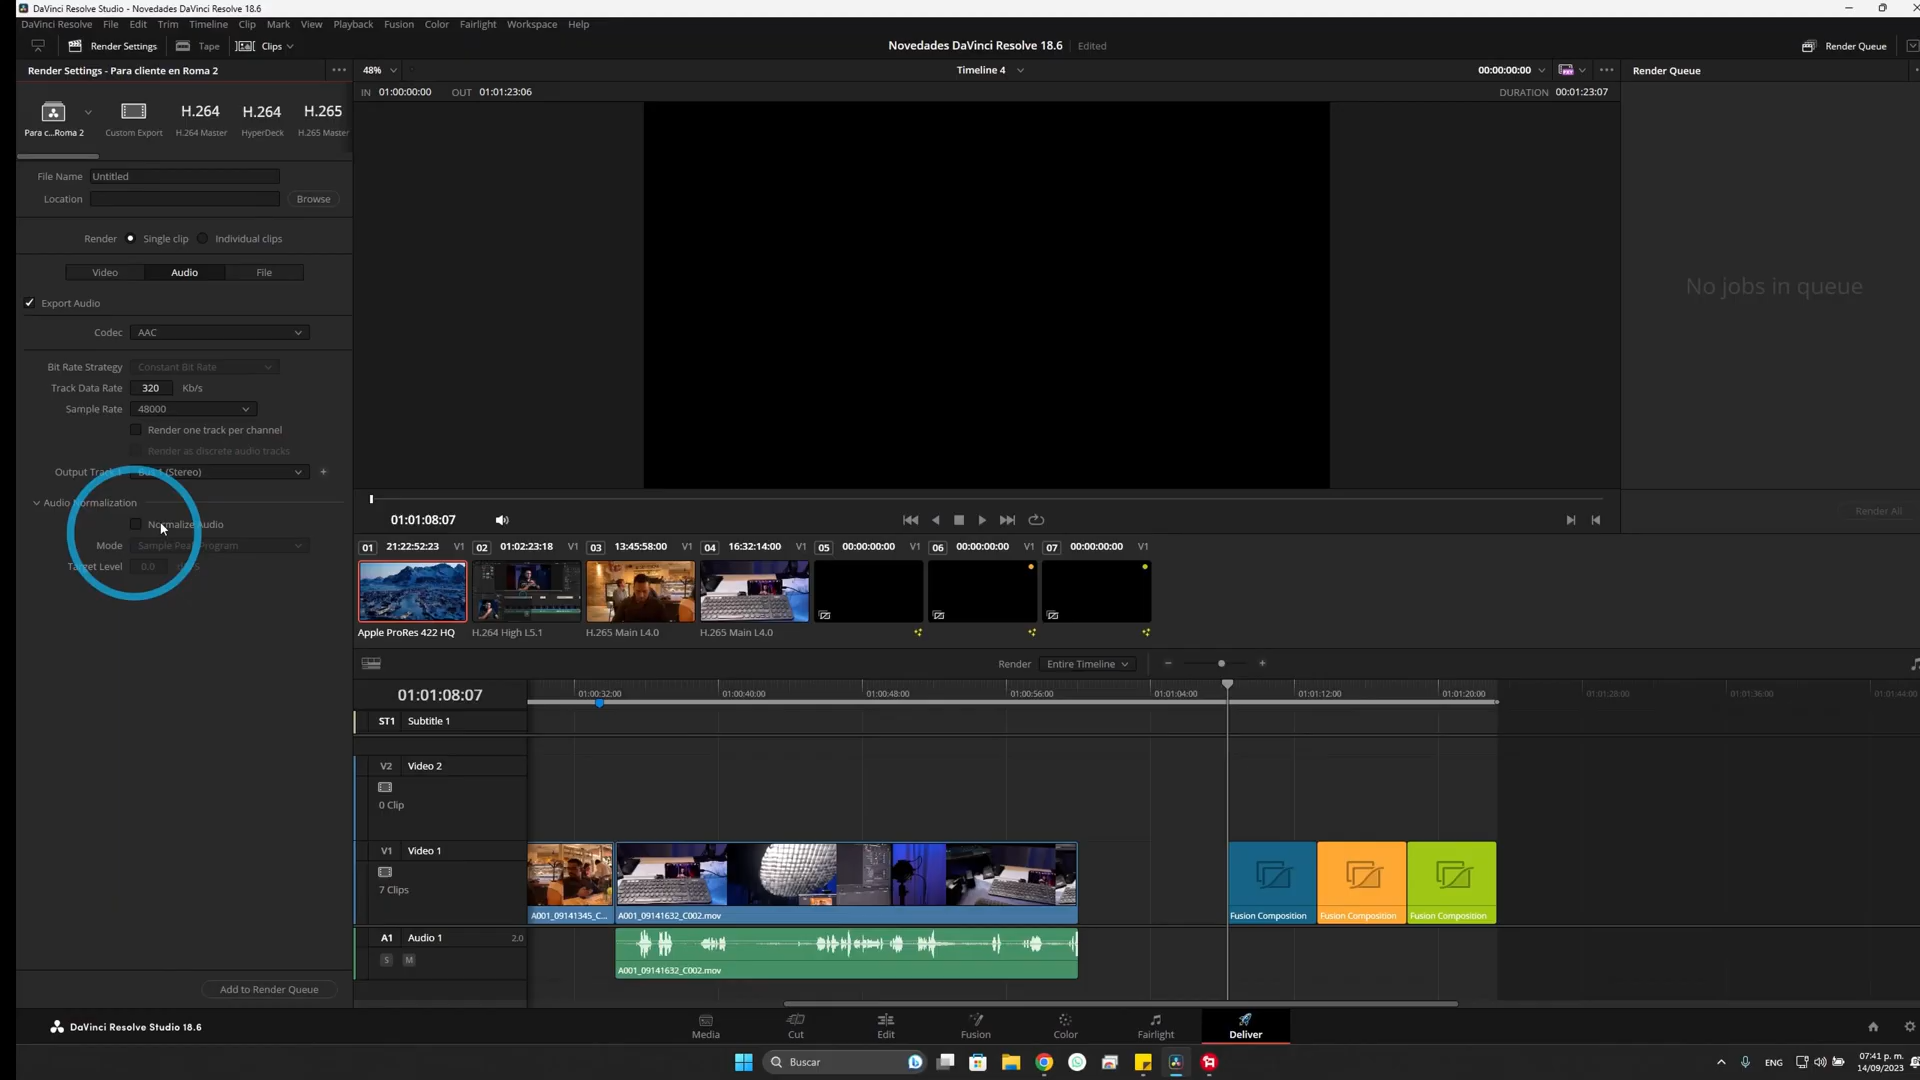 DaVinci Resolve Studio - Novedades DaVinci Resolve 18.6
DaVinci Resolve File Edit Trim Timeline Clip Mark View Playback Fusion Color Fairlight Workspace Help
Render Settings Tape Clips
Novedades DaVinci Resolve 18.6 Edited
Render Queue
Render Settings - Para cliente en Roma 2
48%
Timeline 4
00:00:00:00
Render Queue
IN 01:00:00:00 OUT 01:01:23:06
DURATION 00:01:23:07
H.264 H.264 H.265
Para c...Roma 2 Custom Export H.264 Master HyperDeck H.265 Master
File Name Untitled
Location Browse
Render Single clip Individual clips
Video Audio File
No jobs in queue
Export Audio
Codec AAC
Bit Rate Strategy Constant Bit Rate
Track Data Rate 320 Kb/s
Sample Rate 48000
Render one track per channel
Render as discrete audio tracks
Output Track 1 Bus 1 (Stereo)
Audio Normalization
Normalize Audio
Mode Sample Peak Program
Target Level 0.0
01:01:08:07
Render All
01 21:22:52:23 V1 02 01:02:23:18 V1 03 13:45:58:00 V1 04 16:32:14:00 V1 05 00:00:00:00 V1 06 00:00:00:00 V1 07 00:00:00:00 V1
Apple ProRes 422 HQ H.264 High L5.1 H.265 Main L4.0 H.265 Main L4.0
Render Entire Timeline
01:01:08:07
01:00:32:00 01:00:40:00 01:00:48:00 01:00:56:00 01:01:04:00 01:01:12:00 01:01:20:00 01:01:28:00 01:01:36:00 01:01:44:00
ST1 Subtitle 1
V2 Video 2
0 Clip
V1 Video 1
7 Clips
A001_09141345_C... A001_09141632_C002.mov Fusion Composition Fusion Composition Fusion Composition
A1 Audio 1 2.0
S M
A001_09141632_C002.mov
Add to Render Queue
DaVinci Resolve Studio 18.6
Media Cut Edit Fusion Color Fairlight Deliver
Buscar
ENG
07:41 p. m.
14/09/2023